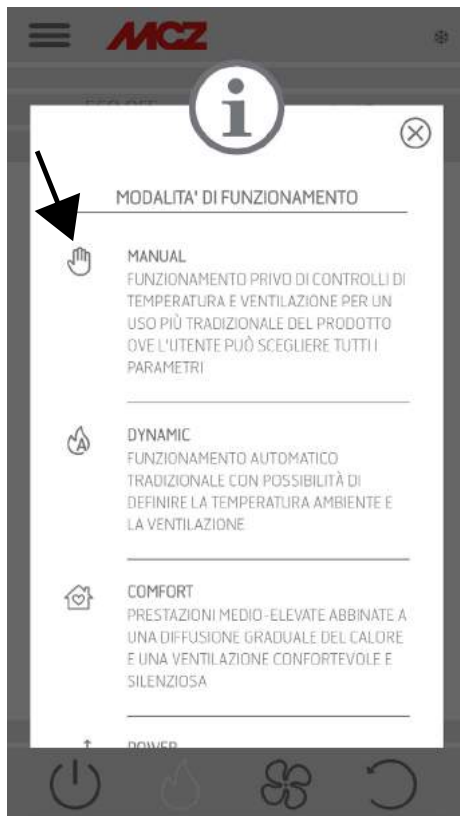 MCZ
i
MODALITA' DI FUNZIONAMENTO
MANUAL
FUNZIONAMENTO PRIVO DI CONTROLLI DI
TEMPERATURA E VENTILAZIONE PER UN
USO PIÙ TRADIZIONALE DEL PRODOTTO
OVE L'UTENTE PUÒ SCEGLIERE TUTTI I
PARAMETRI
A
DYNAMIC
FUNZIONAMENTO AUTOMATICO
TRADIZIONALE CON POSSIBILITÀ DI
DEFINIRE LA TEMPERATURA AMBIENTE E
LA VENTILAZIONE
COMFORT
PRESTAZIONI MEDIO-ELEVATE ABBINATE A
UNA DIFFUSIONE GRADUALE DEL CALORE
E UNA VENTILAZIONE CONFORTEVOLE E
SILENZIOSA
POWER